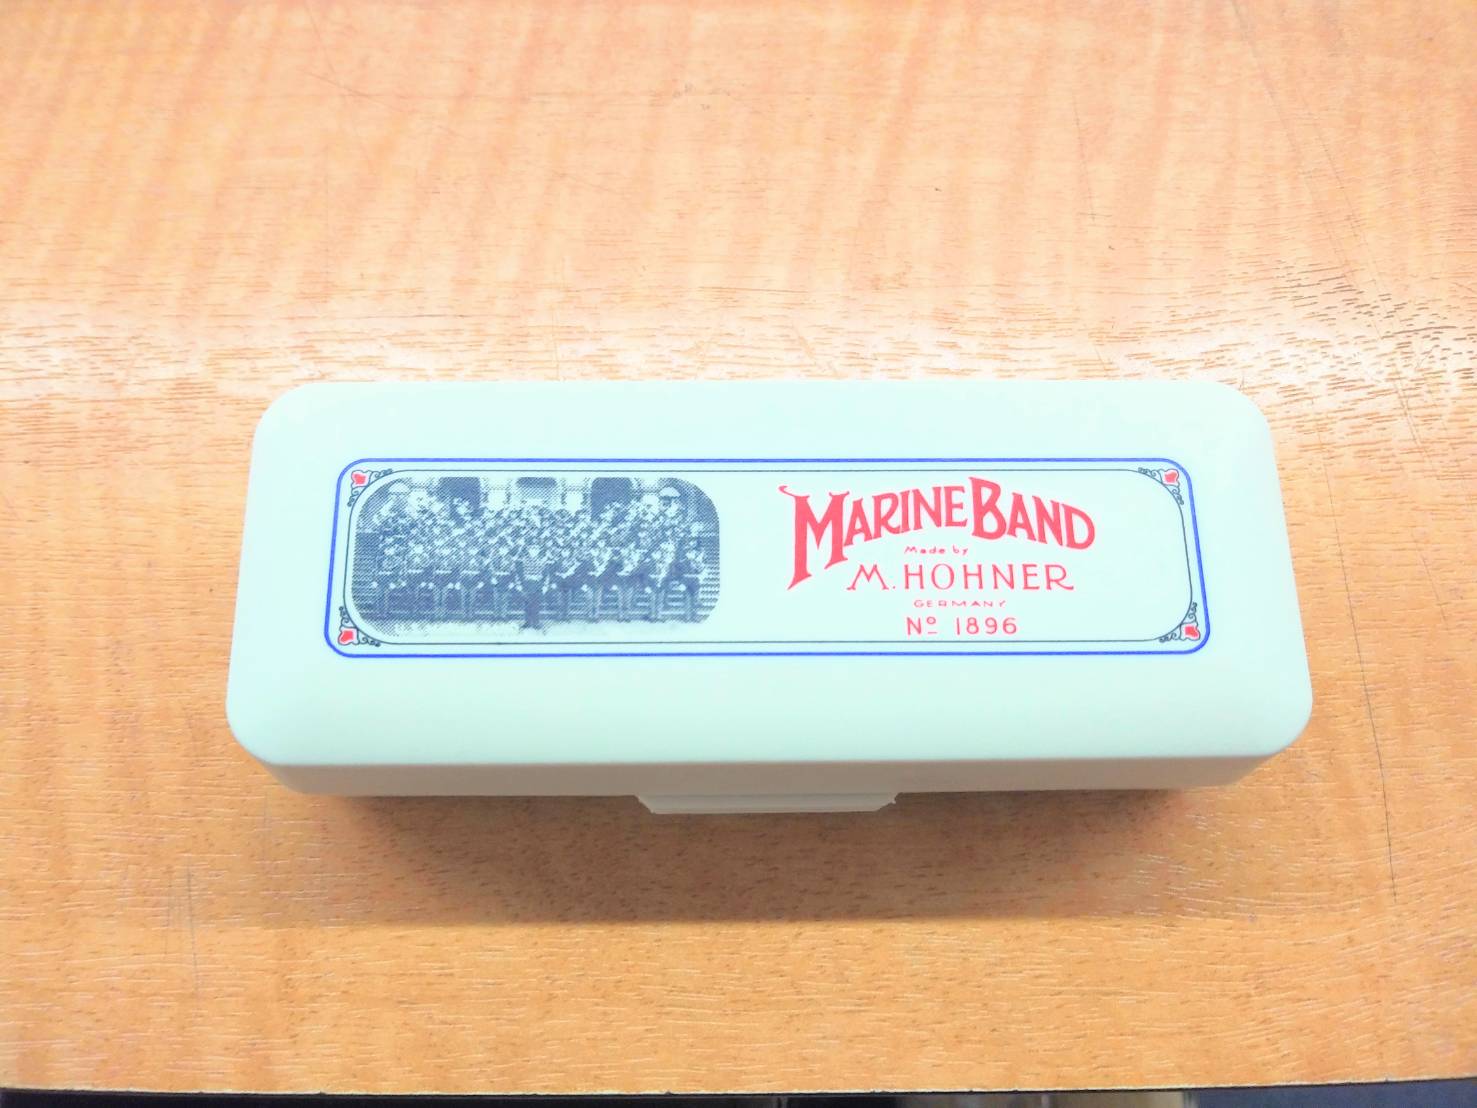 MARINE BAND
Made by
M. HOHNER
GERMANY
Nº 1896